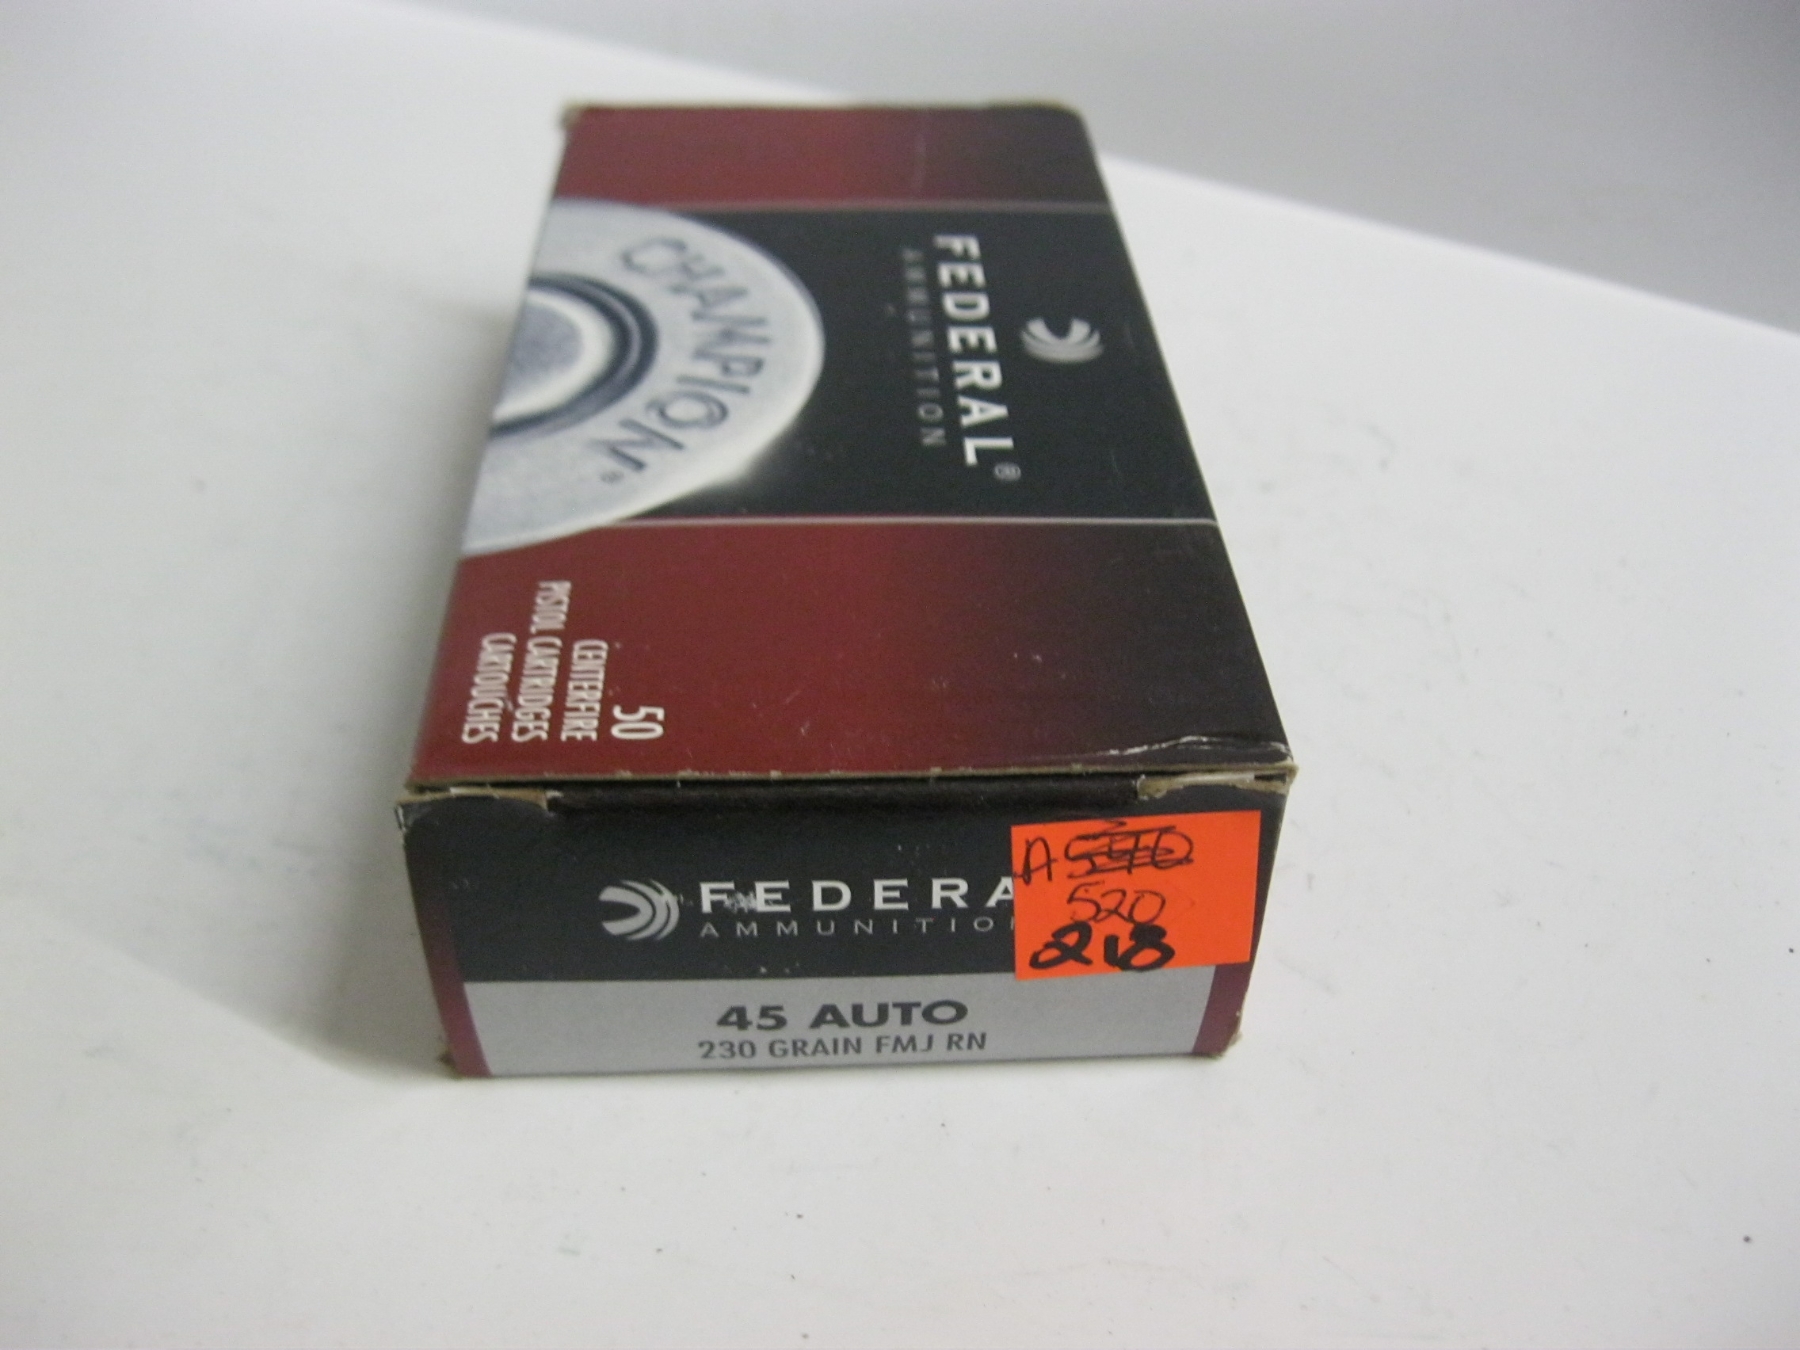 FEDERAL®
AMMUNITION
CHAMPION®
50
CENTERFIRE
PISTOL CARTRIDGES
CARTOUCHES
FEDERA
AMMUNITIO
A
520
218
45 AUTO
230 GRAIN FMJ RN